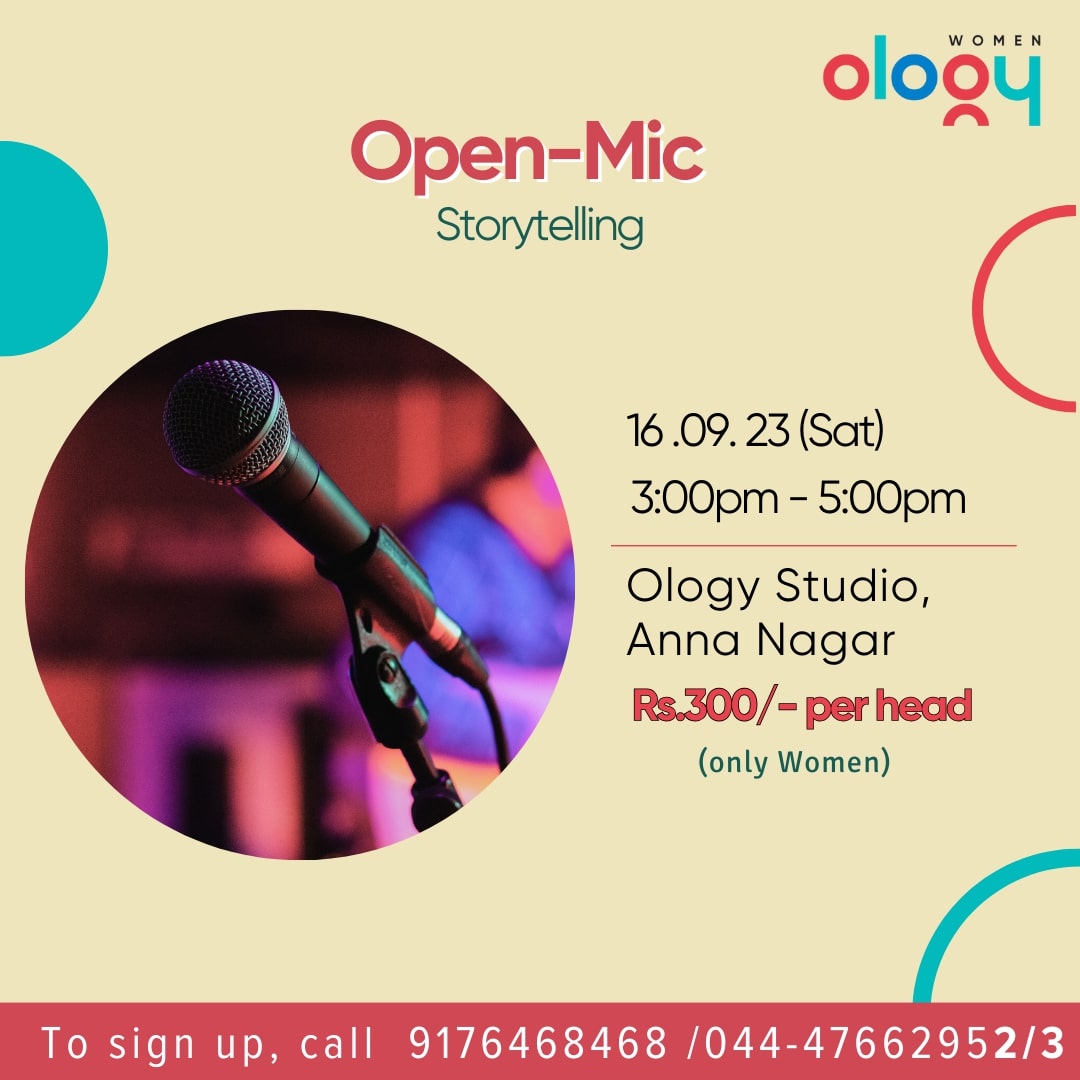 WOMEN
ology
Open-Mic
Storytelling
16 .09. 23 (Sat)
3:00pm - 5:00pm
Ology Studio,
Anna Nagar
Rs.300/- per head
(only Women)
To sign up, call 9176468468 /044-47662952/3